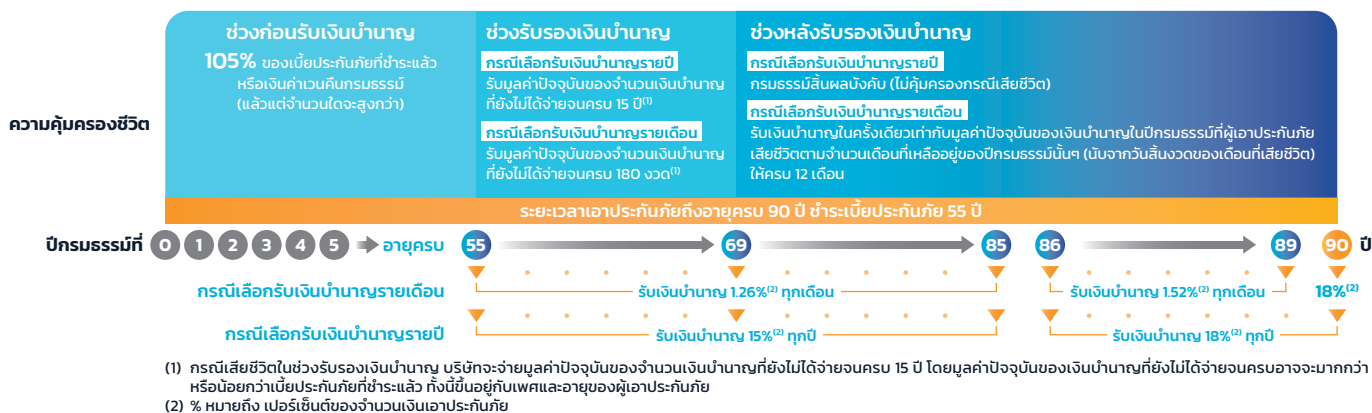 ช่วงก่อนรับเงินบำนาญ
105% ของเบี้ยประกันภัยที่ชำระแล้ว
หรือเงินค่าเวนคืนกรมธรรม์
(แล้วแต่จำนวนใดจะสูงกว่า)
ช่วงรับรองเงินบำนาญ
กรณีเลือกรับเงินบำนาญรายปี
รับมูลค่าปัจจุบันของจำนวนเงินบำนาญ
ที่ยังไม่ได้จ่ายจนครบ 15 ปี(1)
กรณีเลือกรับเงินบำนาญรายเดือน
รับมูลค่าปัจจุบันของจำนวนเงินบำนาญ
ที่ยังไม่ได้จ่ายจนครบ 180 งวด(1)
ช่วงหลังรับรองเงินบำนาญ
กรณีเลือกรับเงินบำนาญรายปี
กรมธรรม์สิ้นผลบังคับ (ไม่คุ้มครองกรณีเสียชีวิต)
กรณีเลือกรับเงินบำนาญรายเดือน
รับเงินบำนาญในครั้งเดียวเท่ากับมูลค่าปัจจุบันของเงินบำนาญในปีกรมธรรม์ที่ผู้เอาประกันภัย
เสียชีวิตตามจำนวนเดือนที่เหลืออยู่ของปีกรมธรรม์นั้นๆ (นับจากวันสิ้นงวดของเดือนที่เสียชีวิต)
ให้ครบ 12 เดือน
ความคุ้มครองชีวิต
ระยะเวลาเอาประกันภัยถึงอายุครบ 90 ปี ชำระเบี้ยประกันภัย 55 ปี
ปีกรมธรรม์ที่ 0 1 2 3 4 5 อายุครบ 55 69 85 86 89 90 ปี
กรณีเลือกรับเงินบำนาญรายเดือน รับเงินบำนาญ 1.26%(2) ทุกเดือน รับเงินบำนาญ 1.52%(2) ทุกเดือน 18%(2)
กรณีเลือกรับเงินบำนาญรายปี รับเงินบำนาญ 15%(2) ทุกปี รับเงินบำนาญ 18%(2) ทุกปี
(1) กรณีเสียชีวิตในช่วงรับรองเงินบำนาญ บริษัทจะจ่ายมูลค่าปัจจุบันของจำนวนเงินบำนาญที่ยังไม่ได้จ่ายจนครบ 15 ปี โดยมูลค่าปัจจุบันของเงินบำนาญที่ยังไม่ได้จ่ายจนครบอาจจะมากกว่า
หรือน้อยกว่าเบี้ยประกันภัยที่ชำระแล้ว ทั้งนี้ขึ้นอยู่กับเพศและอายุของผู้เอาประกันภัย
(2) % หมายถึง เปอร์เซ็นต์ของจำนวนเงินเอาประกันภัย